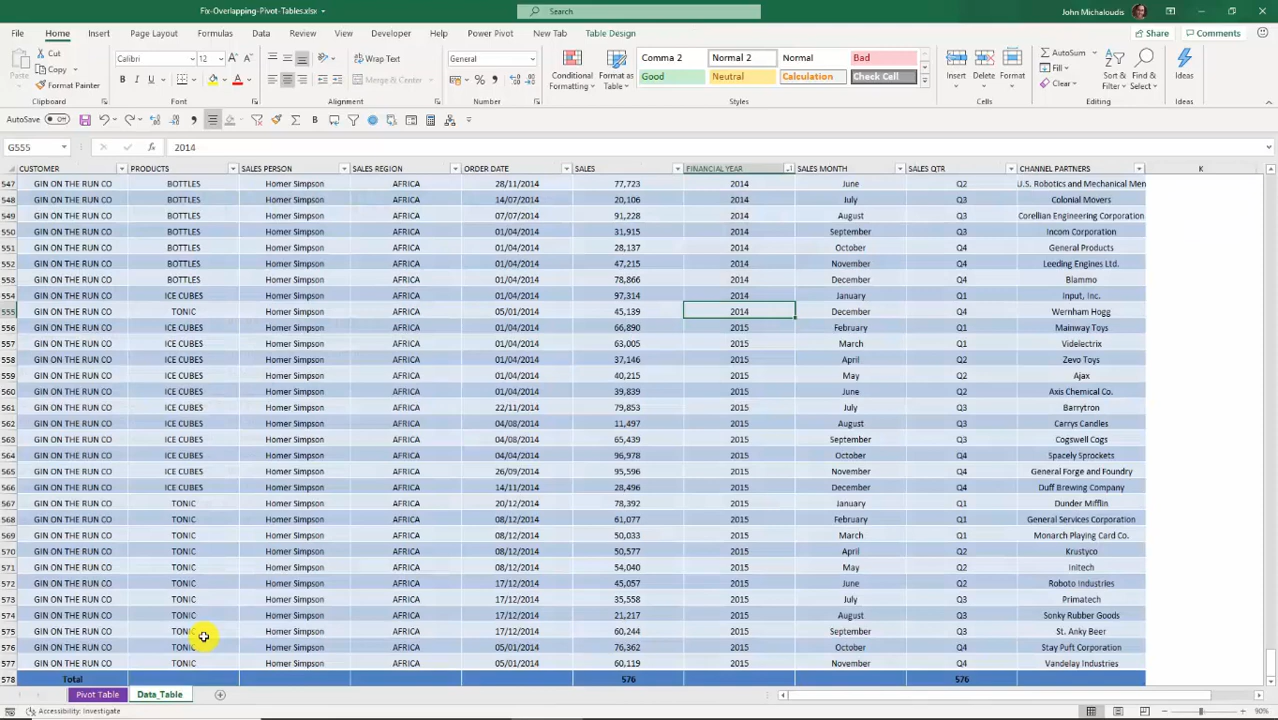 Fix-Overlapping-Pivot-Tables.xlsx
Search
John Michaloudis
File Home Insert Page Layout Formulas Data Review View Developer Power Pivot New Tab Table Design Share Comments
Cut Calibri 12 Wrap Text General Comma 2 Normal 2 Normal Bad AutoSum
Paste Copy Merge & Center Conditional Formatting Format as Table Good Neutral Calculation Check Cell Insert Delete Format Fill Sort & Filter Find & Select Ideas
Format Painter Clear
Clipboard Font Alignment Number Styles Cells Editing Ideas
AutoSave Off
G555 fx 2014
CUSTOMER PRODUCTS SALES PERSON SALES REGION ORDER DATE SALES FINANCIAL YEAR SALES MONTH SALES QTR CHANNEL PARTNERS K
547 GIN ON THE RUN CO BOTTLES Homer Simpson AFRICA 28/11/2014 77,723 2014 June Q2 U.S. Robotics and Mechanical Men
548 GIN ON THE RUN CO BOTTLES Homer Simpson AFRICA 14/07/2014 20,106 2014 July Q3 Colonial Movers
549 GIN ON THE RUN CO BOTTLES Homer Simpson AFRICA 07/07/2014 91,228 2014 August Q3 Corellian Engineering Corporation
550 GIN ON THE RUN CO BOTTLES Homer Simpson AFRICA 01/04/2014 31,915 2014 September Q3 Incom Corporation
551 GIN ON THE RUN CO BOTTLES Homer Simpson AFRICA 01/04/2014 28,137 2014 October Q4 General Products
552 GIN ON THE RUN CO BOTTLES Homer Simpson AFRICA 01/04/2014 47,215 2014 November Q4 Leeding Engines Ltd.
553 GIN ON THE RUN CO BOTTLES Homer Simpson AFRICA 01/04/2014 78,866 2014 December Q4 Blammo
554 GIN ON THE RUN CO ICE CUBES Homer Simpson AFRICA 01/04/2014 97,314 2014 January Q1 Input, Inc.
555 GIN ON THE RUN CO TONIC Homer Simpson AFRICA 05/01/2014 45,139 2014 December Q4 Wernham Hogg
556 GIN ON THE RUN CO ICE CUBES Homer Simpson AFRICA 01/04/2014 66,890 2015 February Q1 Mainway Toys
557 GIN ON THE RUN CO ICE CUBES Homer Simpson AFRICA 01/04/2014 63,005 2015 March Q1 Videlectrix
558 GIN ON THE RUN CO ICE CUBES Homer Simpson AFRICA 01/04/2014 37,146 2015 April Q2 Zevo Toys
559 GIN ON THE RUN CO ICE CUBES Homer Simpson AFRICA 01/04/2014 40,215 2015 May Q2 Ajax
560 GIN ON THE RUN CO ICE CUBES Homer Simpson AFRICA 01/04/2014 39,839 2015 June Q2 Axis Chemical Co.
561 GIN ON THE RUN CO ICE CUBES Homer Simpson AFRICA 22/11/2014 79,853 2015 July Q3 Barrytron
562 GIN ON THE RUN CO ICE CUBES Homer Simpson AFRICA 04/08/2014 11,497 2015 August Q3 Carrys Candles
563 GIN ON THE RUN CO ICE CUBES Homer Simpson AFRICA 04/08/2014 65,439 2015 September Q3 Cogswell Cogs
564 GIN ON THE RUN CO ICE CUBES Homer Simpson AFRICA 04/04/2014 96,978 2015 October Q4 Spacely Sprockets
565 GIN ON THE RUN CO ICE CUBES Homer Simpson AFRICA 26/09/2014 95,596 2015 November Q4 General Forge and Foundry
566 GIN ON THE RUN CO ICE CUBES Homer Simpson AFRICA 14/11/2014 28,496 2015 December Q4 Duff Brewing Company
567 GIN ON THE RUN CO TONIC Homer Simpson AFRICA 20/12/2014 78,392 2015 January Q1 Dunder Mifflin
568 GIN ON THE RUN CO TONIC Homer Simpson AFRICA 08/12/2014 61,077 2015 February Q1 General Services Corporation
569 GIN ON THE RUN CO TONIC Homer Simpson AFRICA 08/12/2014 50,033 2015 March Q1 Monarch Playing Card Co.
570 GIN ON THE RUN CO TONIC Homer Simpson AFRICA 08/12/2014 50,577 2015 April Q2 Krustyco
571 GIN ON THE RUN CO TONIC Homer Simpson AFRICA 08/12/2014 54,040 2015 May Q2 Initech
572 GIN ON THE RUN CO TONIC Homer Simpson AFRICA 17/12/2014 45,057 2015 June Q2 Roboto Industries
573 GIN ON THE RUN CO TONIC Homer Simpson AFRICA 17/12/2014 35,558 2015 July Q3 Primatech
574 GIN ON THE RUN CO TONIC Homer Simpson AFRICA 17/12/2014 21,217 2015 August Q3 Sonky Rubber Goods
575 GIN ON THE RUN CO TONIC Homer Simpson AFRICA 17/12/2014 60,244 2015 September Q3 St. Anky Beer
576 GIN ON THE RUN CO TONIC Homer Simpson AFRICA 05/01/2014 76,362 2015 October Q4 Stay Puft Corporation
577 GIN ON THE RUN CO TONIC Homer Simpson AFRICA 05/01/2014 60,119 2015 November Q4 Vandelay Industries
578 Total 576 576
Pivot Table Data_Table
Accessibility: Investigate 90%